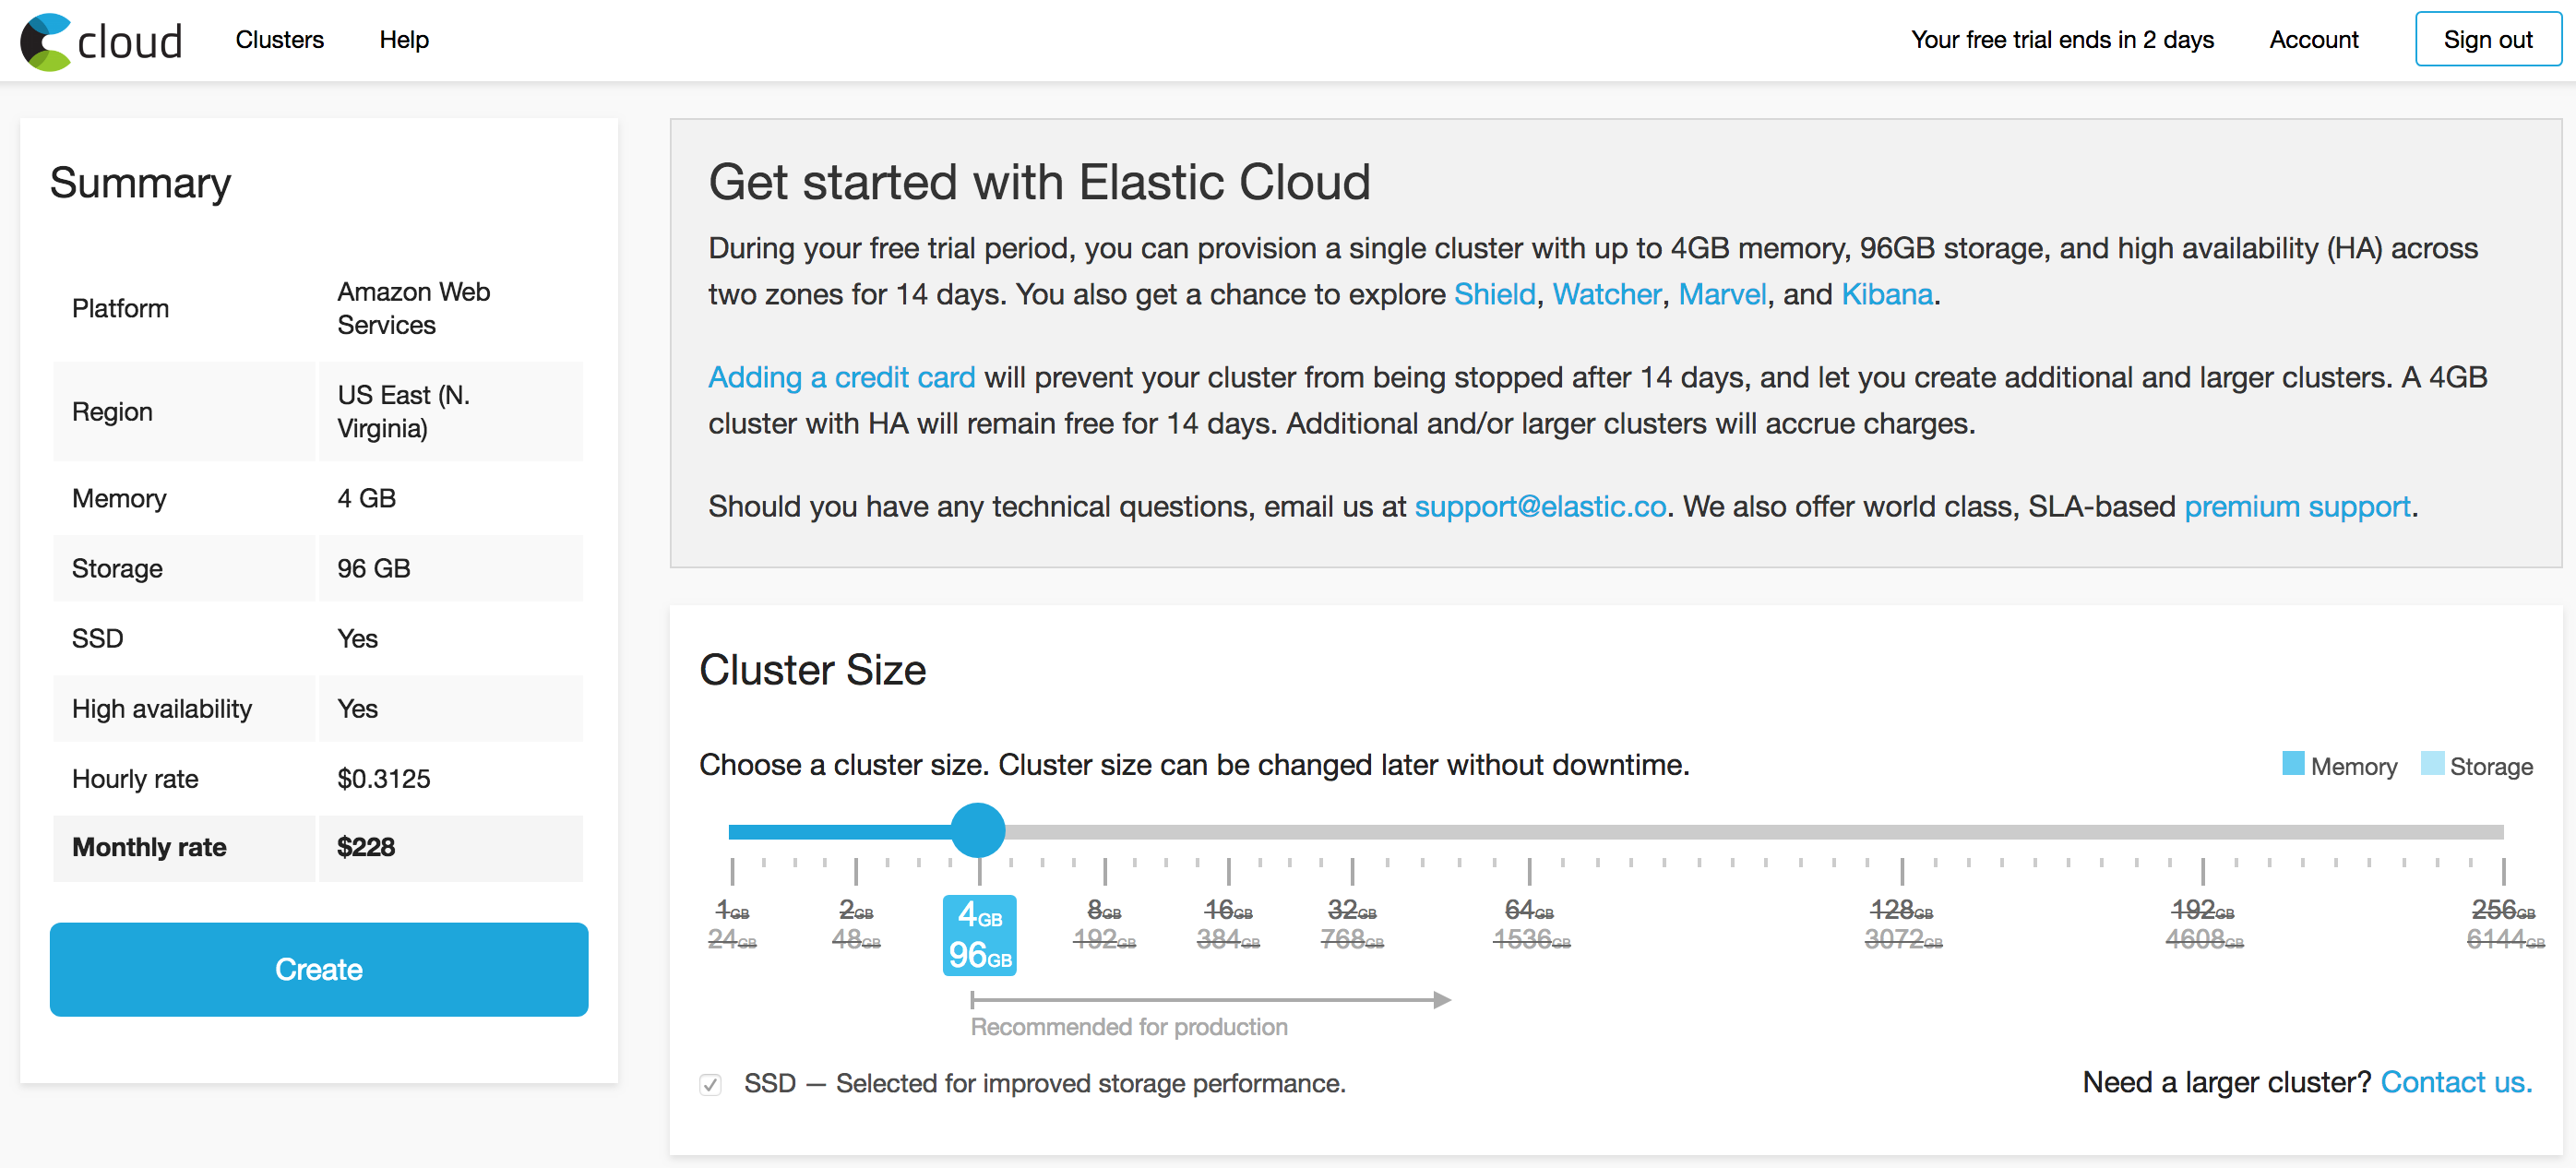 cloud
Clusters
Help
Your free trial ends in 2 days
Account
Sign out
Summary
Platform
Amazon Web
Services
Region
US East (N.
Virginia)
Memory
4 GB
Storage
96 GB
SSD
Yes
High availability
Yes
Hourly rate
$0.3125
Monthly rate
$228
Create
Get started with Elastic Cloud
During your free trial period, you can provision a single cluster with up to 4GB memory, 96GB storage, and high availability (HA) across
two zones for 14 days. You also get a chance to explore Shield, Watcher, Marvel, and Kibana.
Adding a credit card will prevent your cluster from being stopped after 14 days, and let you create additional and larger clusters. A 4GB
cluster with HA will remain free for 14 days. Additional and/or larger clusters will accrue charges.
Should you have any technical questions, email us at support@elastic.co. We also offer world class, SLA-based premium support.
Cluster Size
Choose a cluster size. Cluster size can be changed later without downtime.
Memory
Storage
1GB 2GB 4GB 8GB 16GB 32GB 64GB 128GB 192GB 256GB
24GB 48GB 96GB 192GB 384GB 768GB 1536GB 3072GB 4608GB 6144GB
Recommended for production
SSD — Selected for improved storage performance.
Need a larger cluster? Contact us.